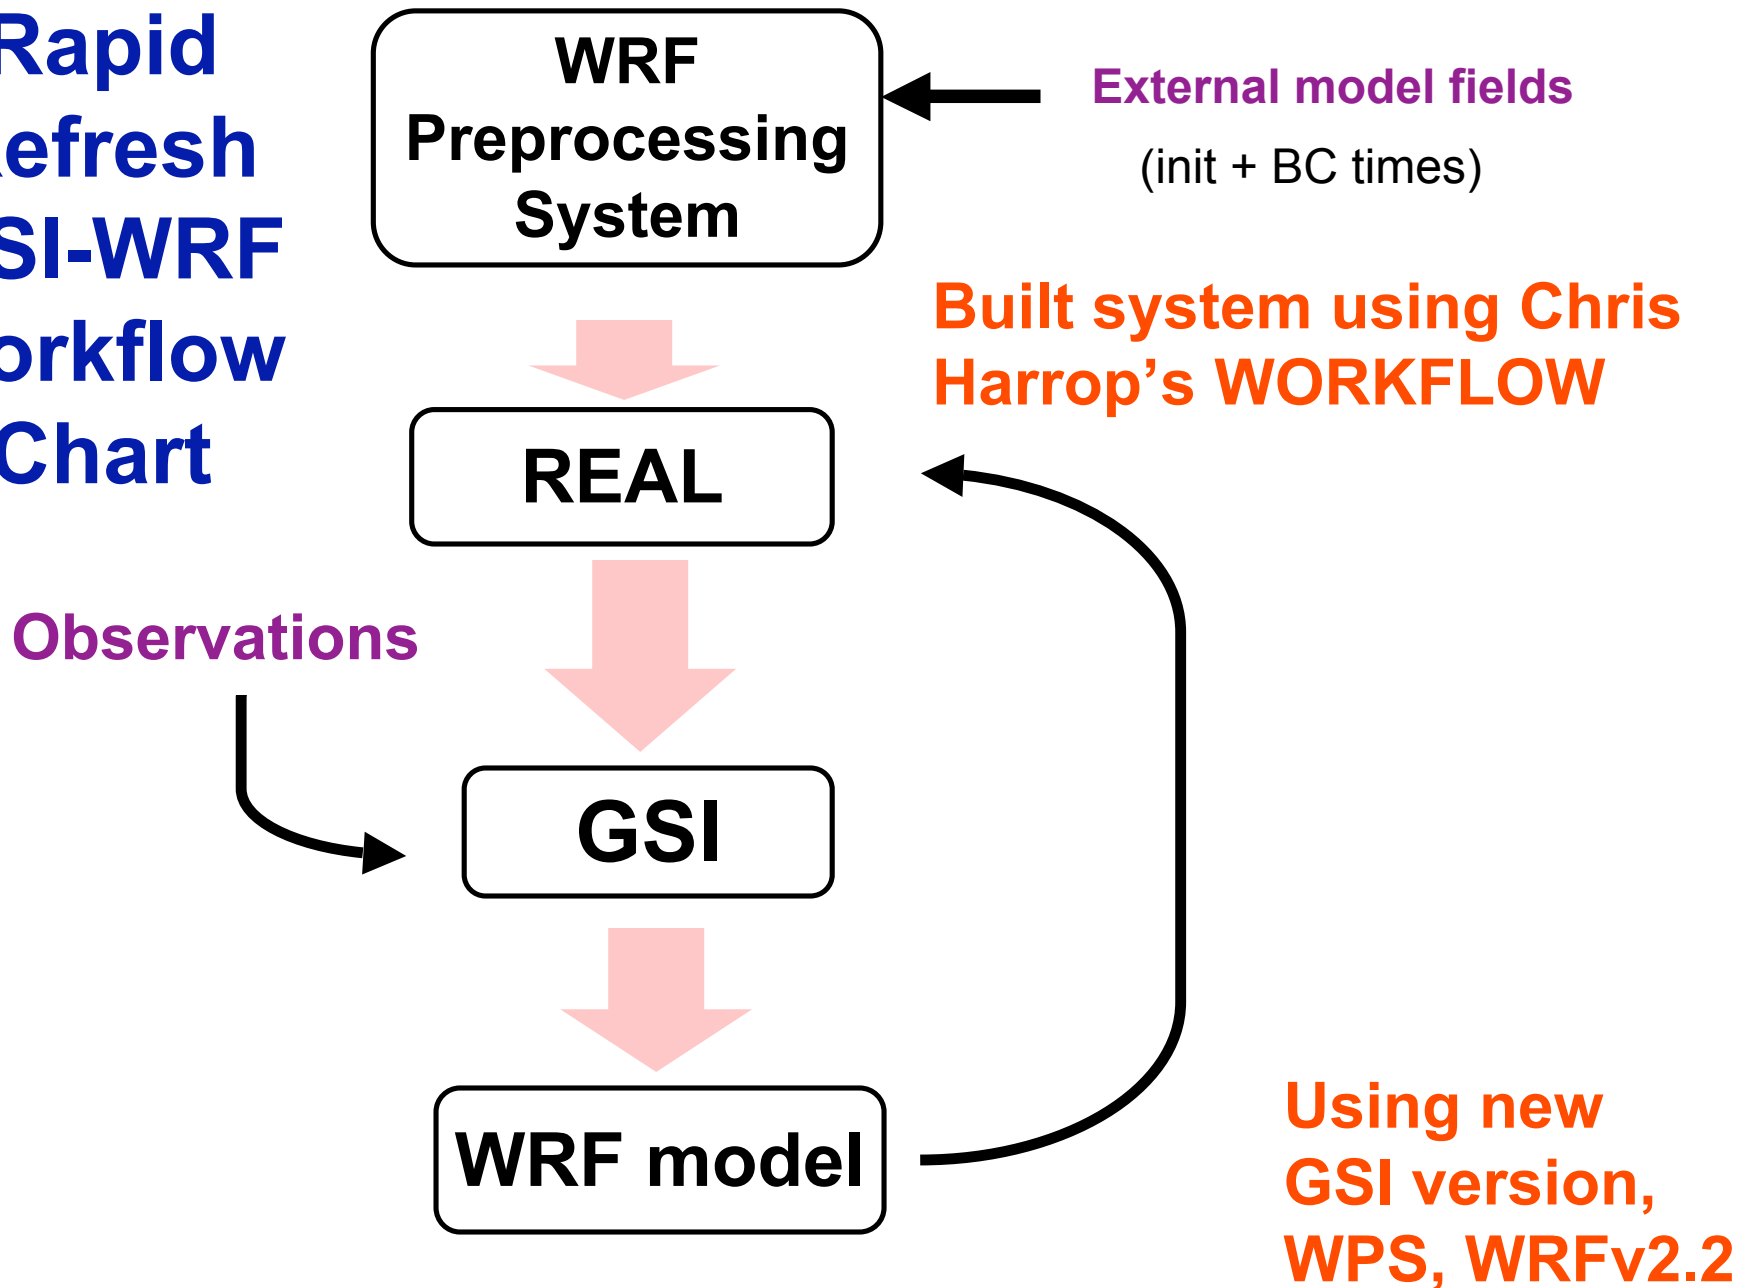 Rapid
efresh
SI-WRF
orkflow
Chart
WRF
Preprocessing
System
External model fields
(init + BC times)
Built system using Chris
Harrop’s WORKFLOW
REAL
Observations
GSI
WRF model
Using new
GSI version,
WPS, WRFv2.2